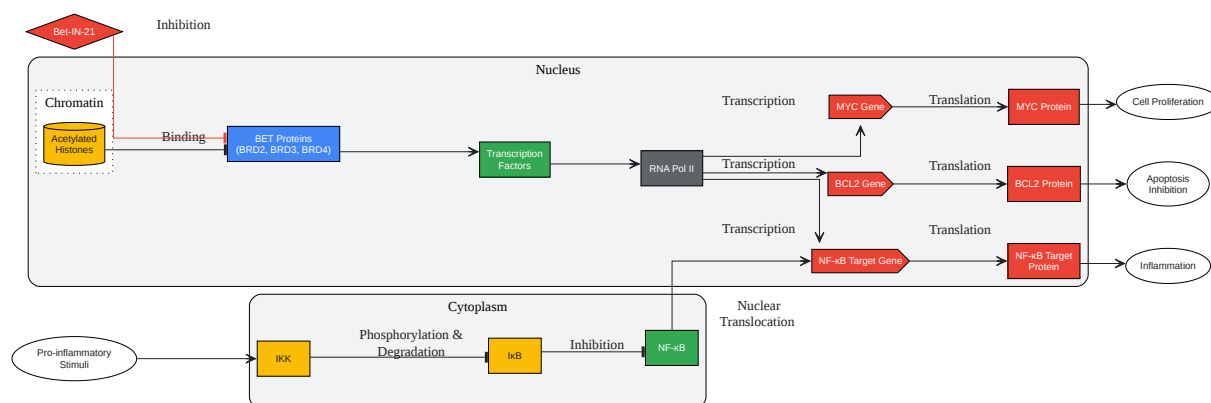 Bet-IN-21
Inhibition
Nucleus
Chromatin
Acetylated
Histones
Binding
BET Proteins
(BRD2, BRD3, BRD4)
Transcription
Factors
RNA Pol II
Transcription
MYC Gene
Translation
MYC Protein
Cell Proliferation
Transcription
BCL2 Gene
Translation
BCL2 Protein
Apoptosis
Inhibition
Transcription
NF-κB Target Gene
Translation
NF-κB Target
Protein
Inflammation
Cytoplasm
Nuclear
Translocation
Pro-inflammatory
Stimuli
IKK
Phosphorylation &
Degradation
IκB
Inhibition
NF-κB